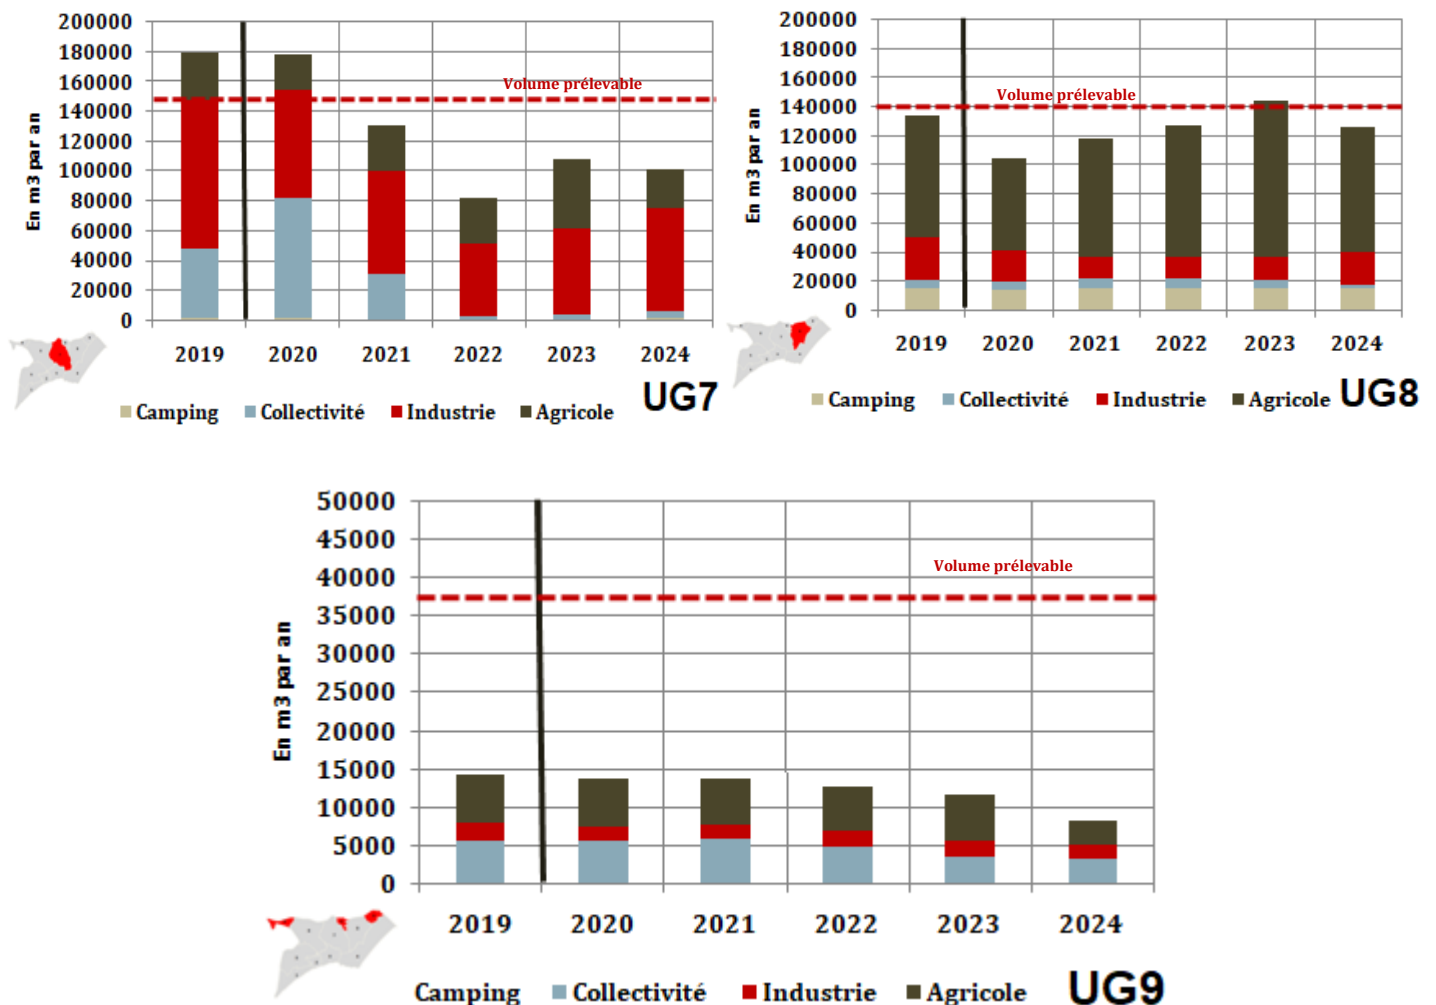 200000
180000
160000
140000
120000
100000
80000
60000
40000
20000
0
En m3 par an
Volume prélevable
2019 2020 2021 2022 2023 2024
Camping Collectivité Industrie Agricole UG7
200000
180000
160000
140000
120000
100000
80000
60000
40000
20000
0
En m3 par an
Volume prélevable
2019 2020 2021 2022 2023 2024
Camping Collectivité Industrie Agricole UG8
50000
45000
40000
35000
30000
25000
20000
15000
10000
5000
0
En m3 par an
Volume prélevable
2019 2020 2021 2022 2023 2024
Camping Collectivité Industrie Agricole UG9